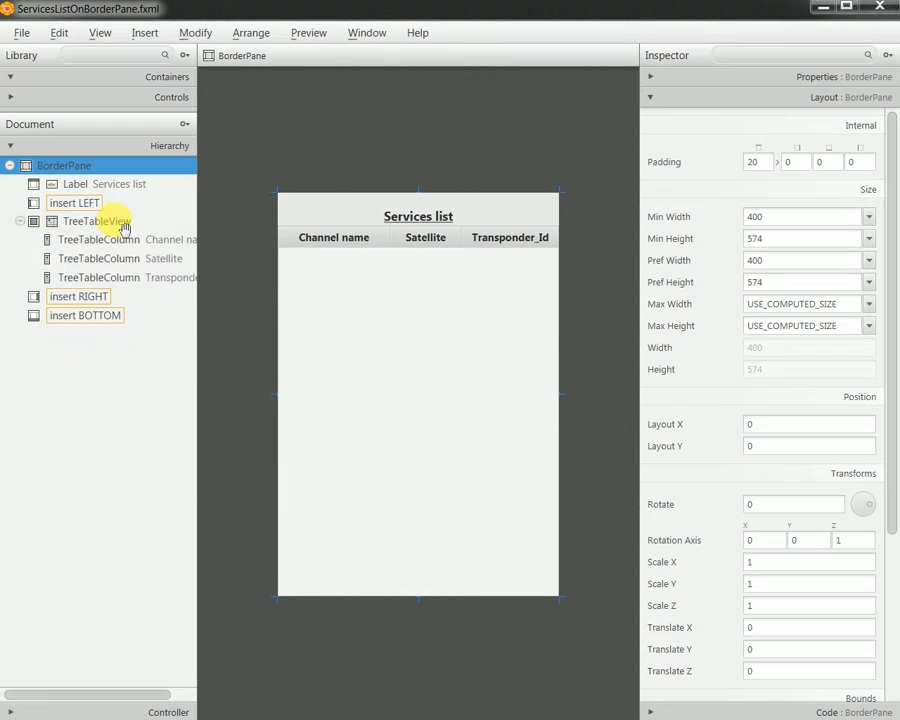 ServicesListOnBorderPane.fxml
File Edit View Insert Modify Arrange Preview Window Help
Library
Containers
Controls
Document
Hierarchy
BorderPane
Label Services list
insert LEFT
TreeTableView
TreeTableColumn Channel na
TreeTableColumn Satellite
TreeTableColumn Transponde
insert RIGHT
insert BOTTOM
Controller
BorderPane
Services list
Channel name Satellite Transponder_Id
Inspector
Properties : BorderPane
Layout : BorderPane
Internal
Padding 20 0 0 0
Size
Min Width 400
Min Height 574
Pref Width 400
Pref Height 574
Max Width USE_COMPUTED_SIZE
Max Height USE_COMPUTED_SIZE
Width 400
Height 574
Position
Layout X 0
Layout Y 0
Transforms
Rotate 0
X Y Z
Rotation Axis 0 0 1
Scale X 1
Scale Y 1
Scale Z 1
Translate X 0
Translate Y 0
Translate Z 0
Bounds
Code : BorderPane